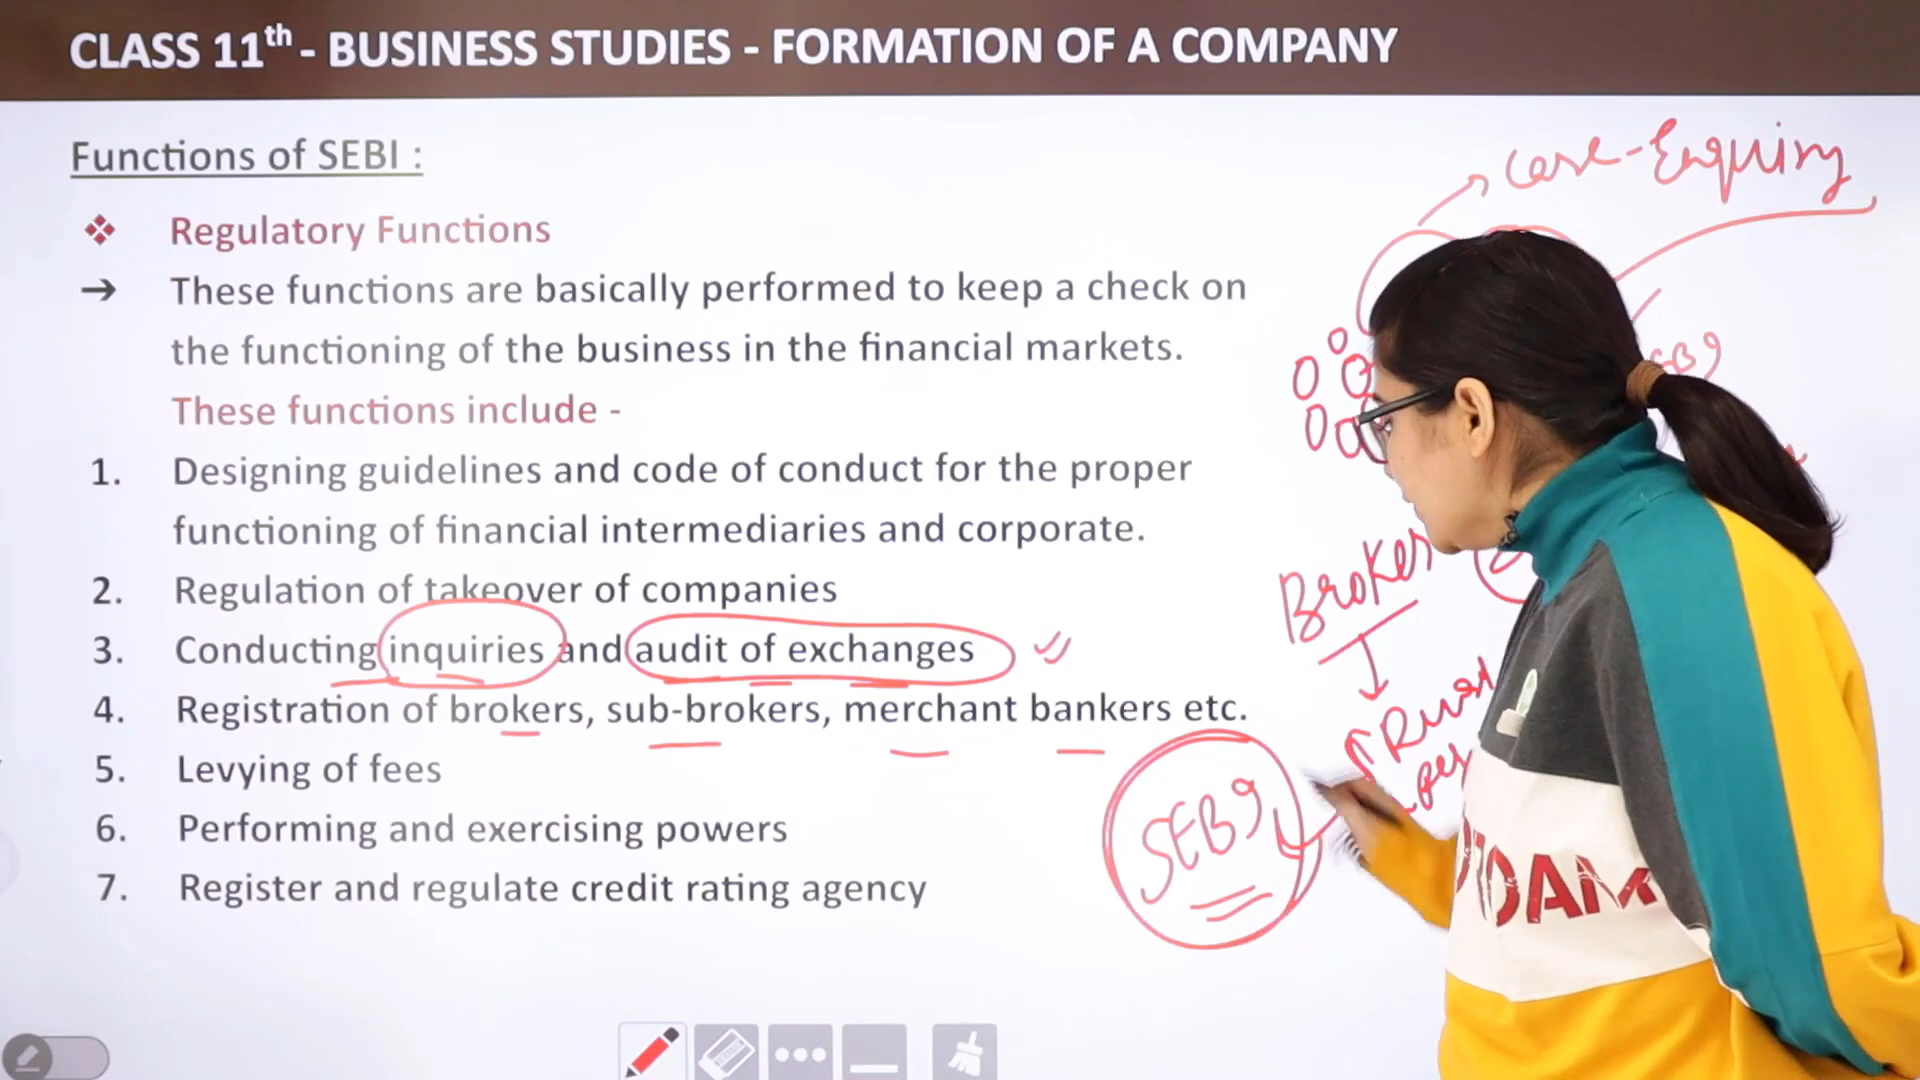 CLASS 11th - BUSINESS STUDIES - FORMATION OF A COMPANY
Functions of SEBI :
Case-Enquiry
❖ Regulatory Functions
➔ These functions are basically performed to keep a check on
the functioning of the business in the financial markets.
These functions include -
1. Designing guidelines and code of conduct for the proper
functioning of financial intermediaries and corporate.
2. Regulation of takeover of companies
3. Conducting inquiries and audit of exchanges
4. Registration of brokers, sub-brokers, merchant bankers etc.
5. Levying of fees
6. Performing and exercising powers
7. Register and regulate credit rating agency
Broker
SEBI